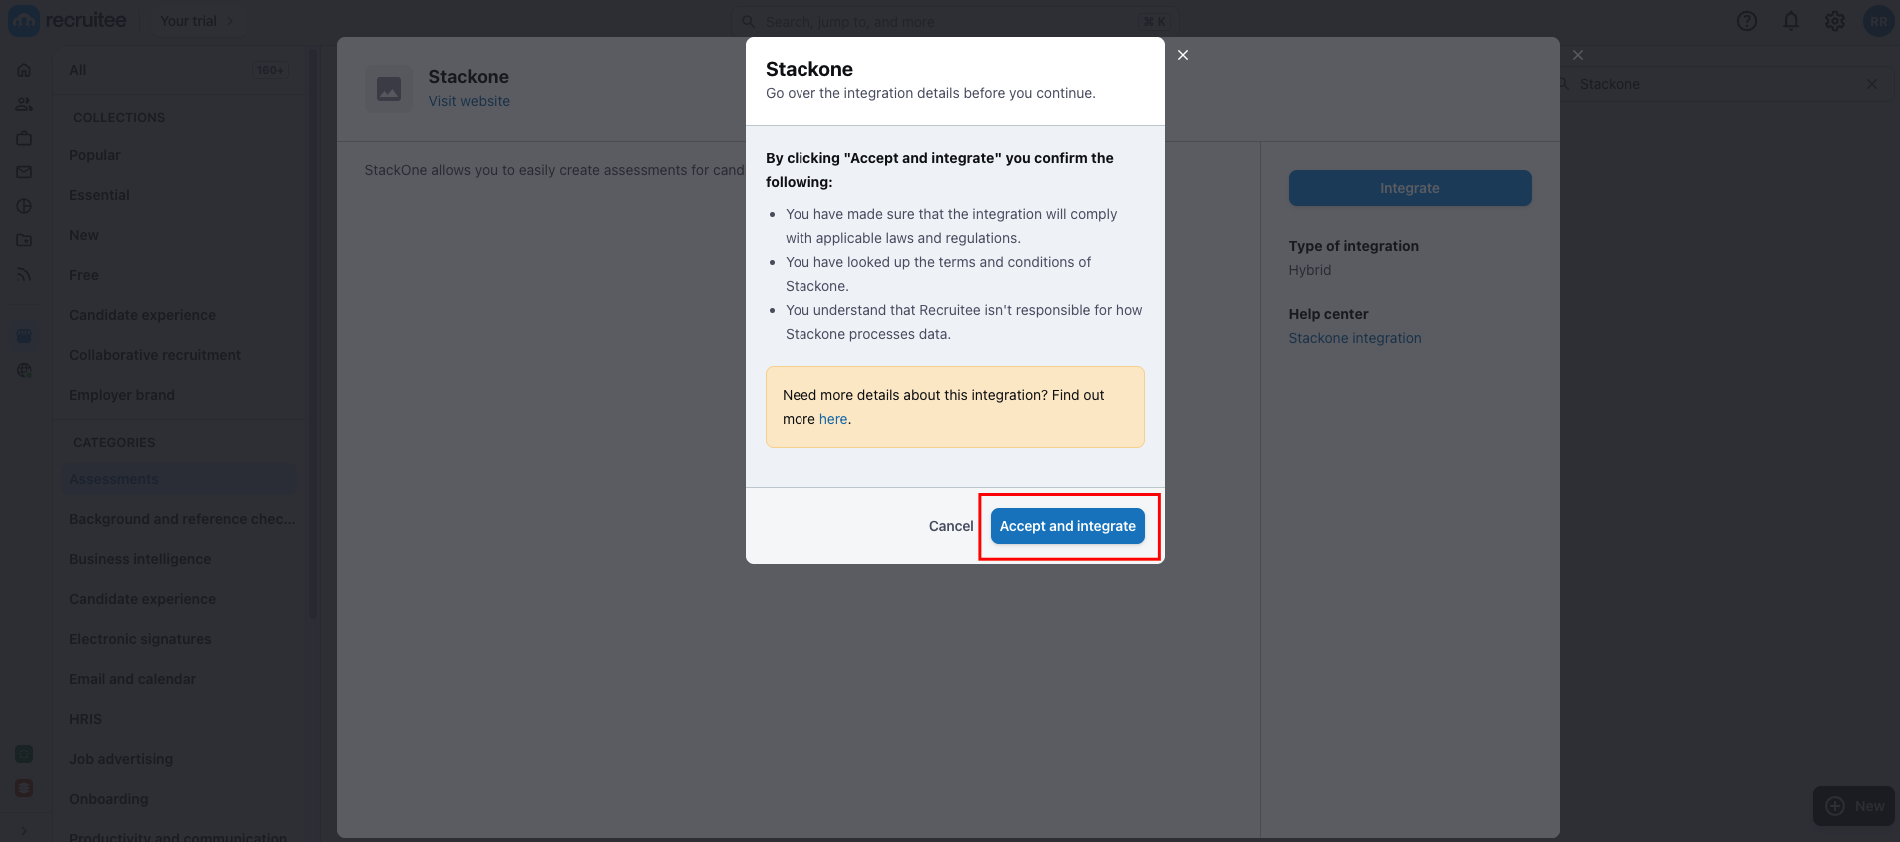 recruitee
Your trial
Search, jump to, and more
⌘ K
RR
All
160+
COLLECTIONS
Popular
Essential
New
Free
Candidate experience
Collaborative recruitment
Employer brand
CATEGORIES
Assessments
Background and reference chec...
Business intelligence
Candidate experience
Electronic signatures
Email and calendar
HRIS
Job advertising
Onboarding
Productivity and communication
Stackone
Visit website
StackOne allows you to easily create assessments for cand
Stackone
Go over the integration details before you continue.
By clicking "Accept and integrate" you confirm the
following:
• You have made sure that the integration will comply
with applicable laws and regulations.
• You have looked up the terms and conditions of
Stackone.
• You understand that Recruitee isn't responsible for how
Stackone processes data.
Need more details about this integration? Find out
more here.
Cancel
Accept and integrate
Integrate
Type of integration
Hybrid
Help center
Stackone integration
Stackone
New